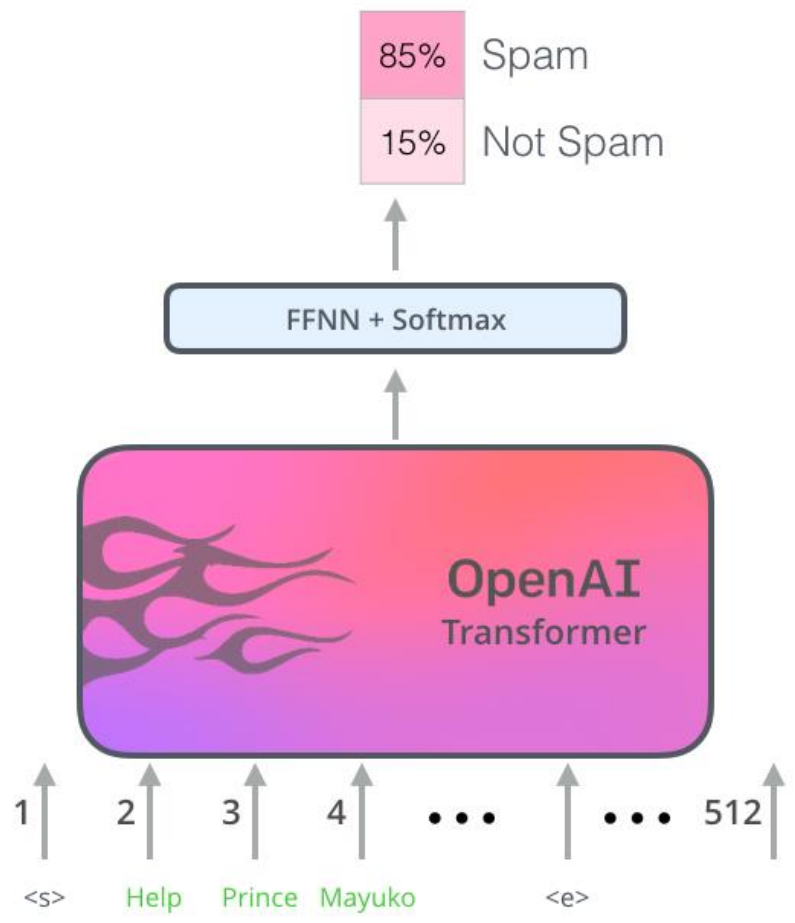 85% Spam
15% Not Spam
FFNN + Softmax
OpenAI
Transformer
1 2 3 4 ••• ••• 512
<s> Help Prince Mayuko <e>